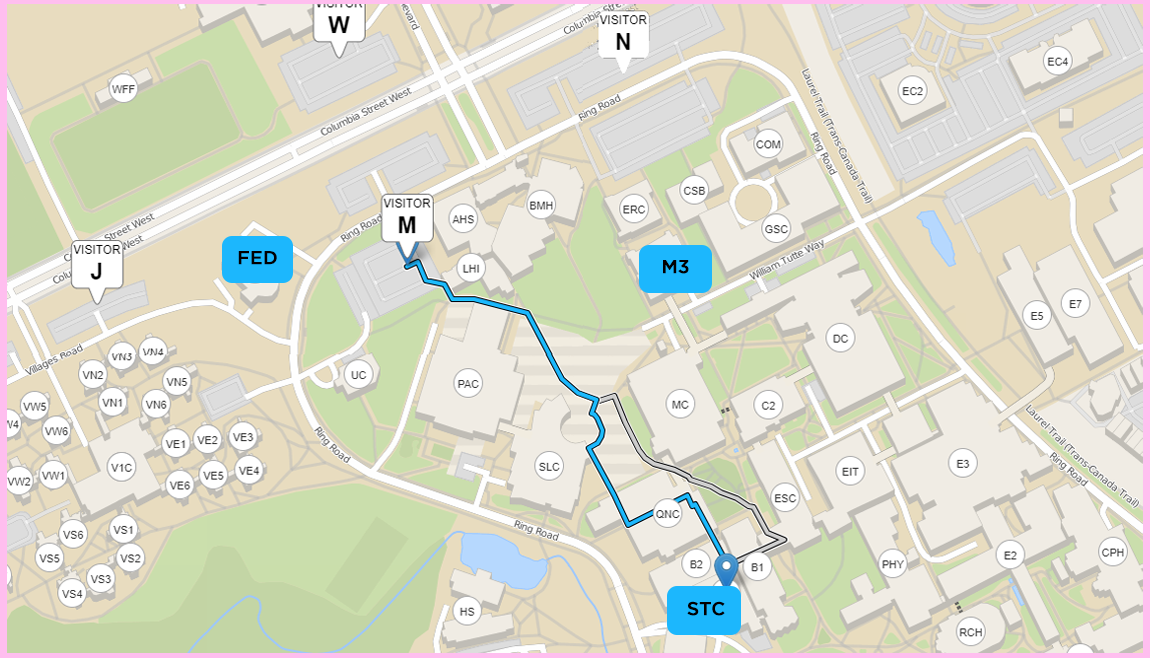 VISITOR
W
VISITOR
N
Columbia Street West
WFF
EC4
EC2
Ring Road
Laurel Trail (Trans-Canada Trail)
Ring Road
COM
CSB
BMH
ERC
AHS
GSC
VISITOR
M
Ring Road
Street West
VISITOR
J
FED
LHI
M3
William Tutte Way
E7
E5
DC
Villages Road
VN3
VN4
VN2
VN5
UC
PAC
VN1
VN6
MC
C2
VW5
VW6
VE1
VE2
VE3
Ring Road
V1C
VW1
VW2
VE5
VE4
VE6
SLC
EIT
E3
Laurel Trail (Trans-Canada Trail)
Ring Road
ESC
QNC
VS1
VS6
VS5
VS2
VS3
VS4
Ring Road
B2
B1
PHY
E2
CPH
STC
HS
RCH